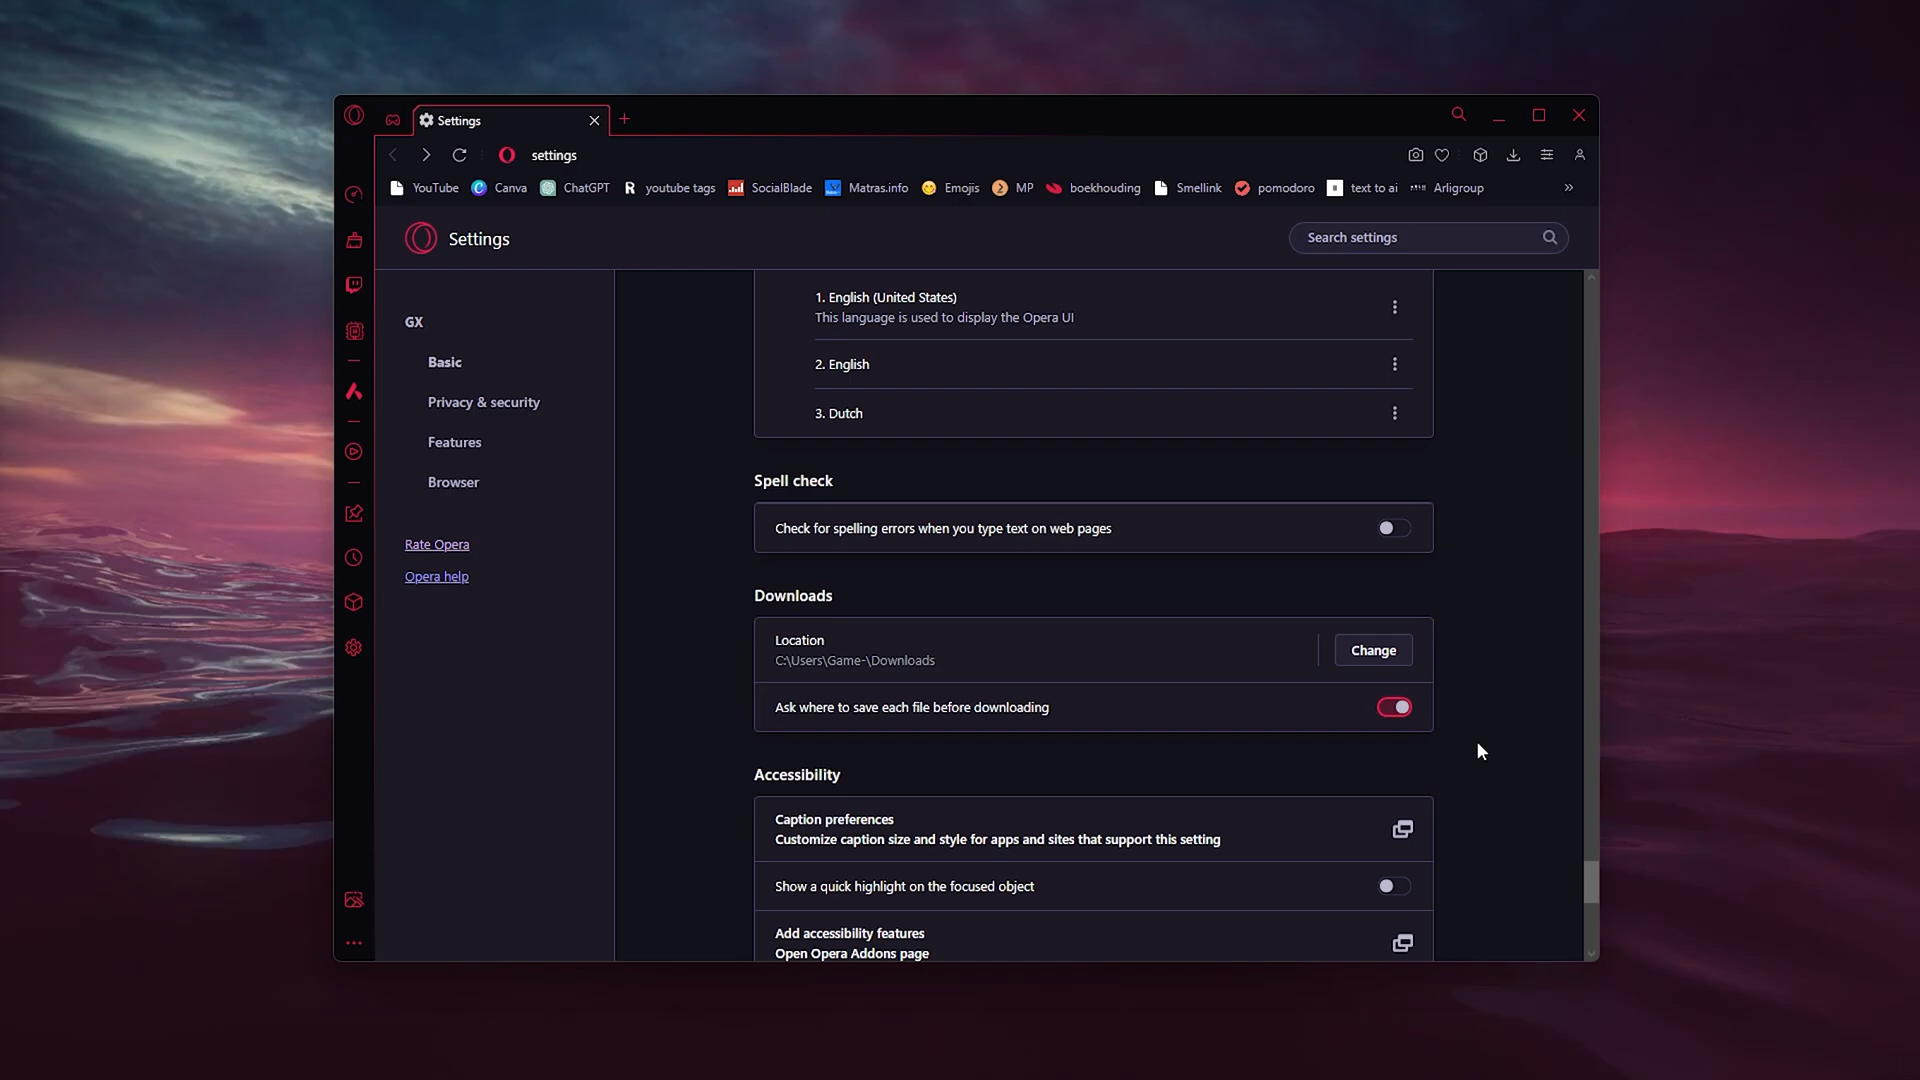 Settings
settings
YouTube Canva ChatGPT R youtube tags SocialBlade Matras.info Emojis MP boekhouding Smellink pomodoro text to ai Arligroup »
Settings
Search settings
GX
Basic
Privacy & security
Features
Browser
Rate Opera
Opera help
1. English (United States)
This language is used to display the Opera UI
2. English
3. Dutch
Spell check
Check for spelling errors when you type text on web pages
Downloads
Location
C:\Users\Game-\Downloads
Change
Ask where to save each file before downloading
Accessibility
Caption preferences
Customize caption size and style for apps and sites that support this setting
Show a quick highlight on the focused object
Add accessibility features
Open Opera Addons page